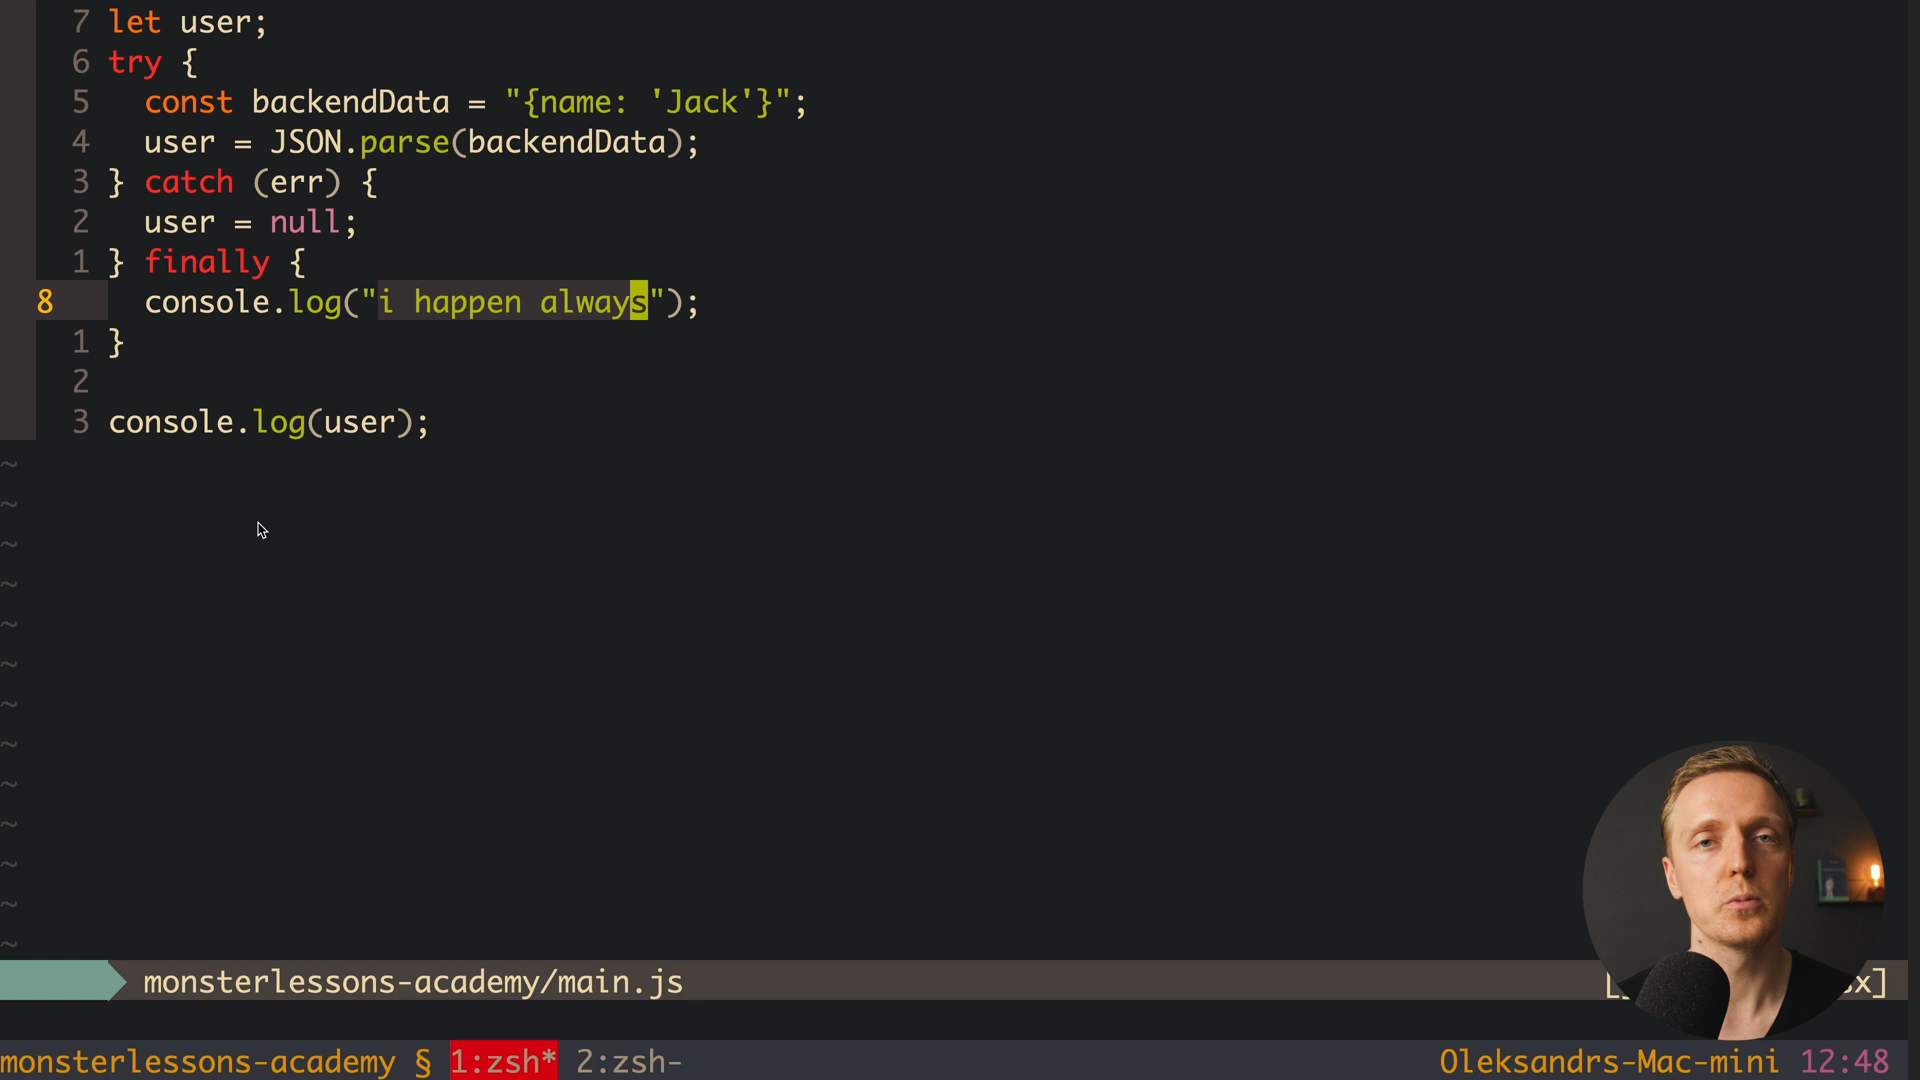 7 let user;
6 try {
5   const backendData = "{name: 'Jack'}";
4   user = JSON.parse(backendData);
3 } catch (err) {
2   user = null;
1 } finally {
8   console.log("i happen always");
1 }
2
3 console.log(user);
~
~
~
~
~
~
~
~
~
~
~
~
~
monsterlessons-academy/main.js
monsterlessons-academy § 1:zsh* 2:zsh- Oleksandrs-Mac-mini 12:48